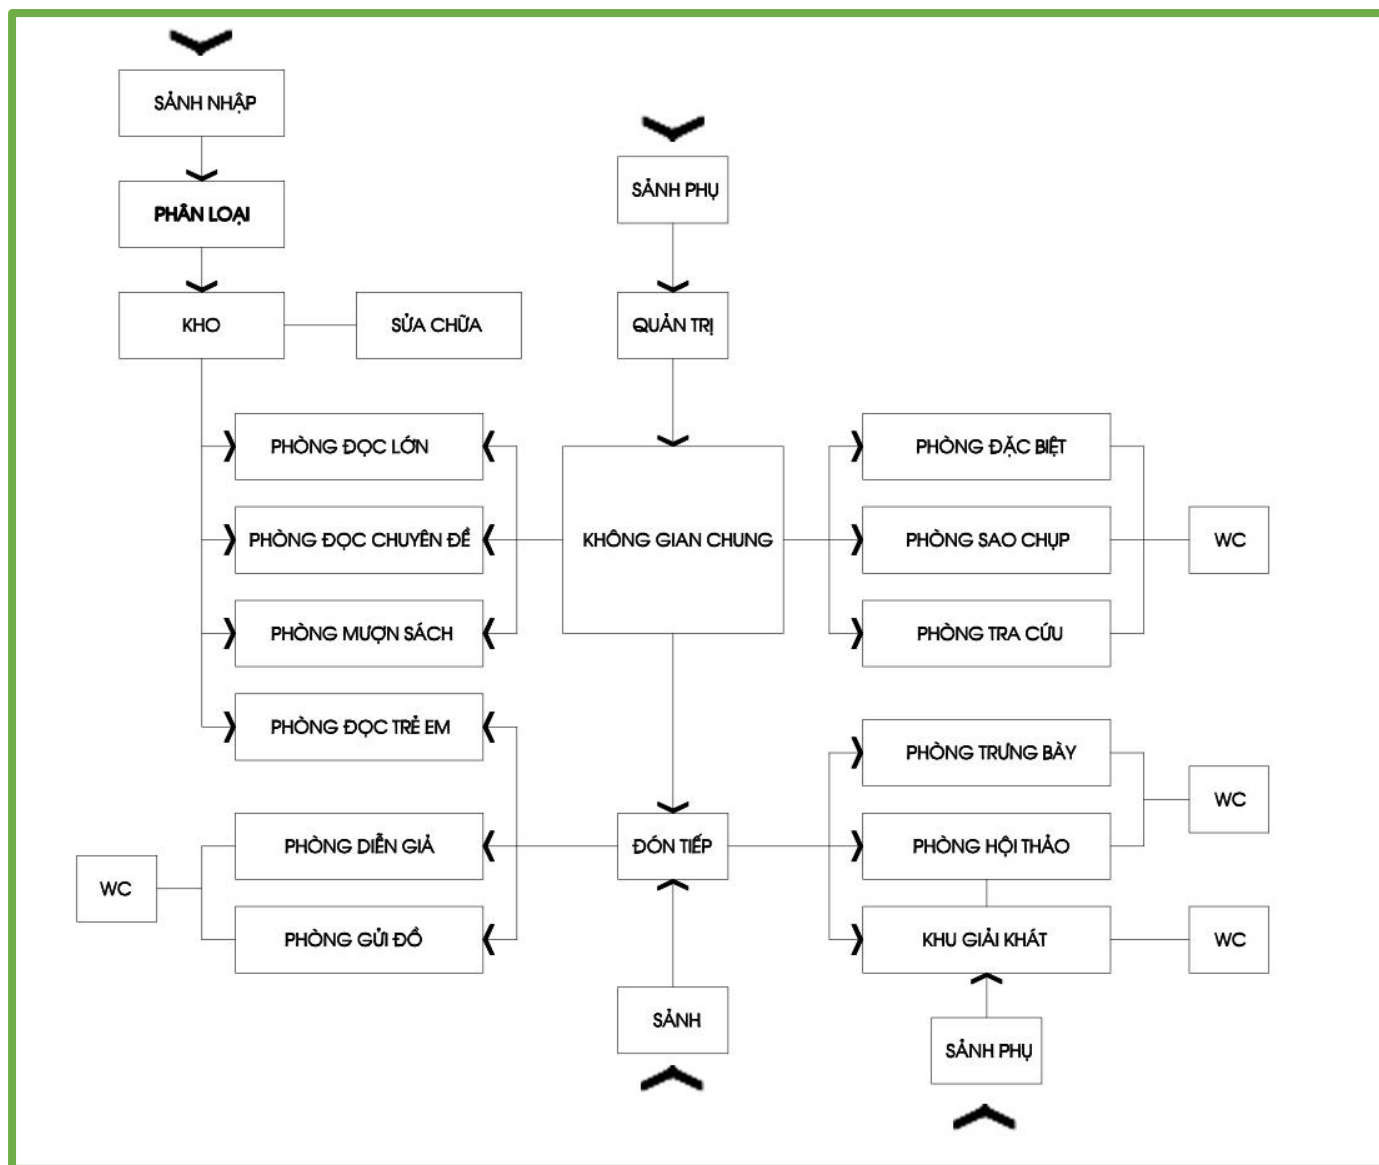 SẢNH NHẬP
SẢNH PHỤ
PHÂN LOẠI
KHO
SỬA CHỮA
QUẢN TRỊ
PHÒNG ĐỌC LỚN
PHÒNG ĐẶC BIỆT
PHÒNG ĐỌC CHUYÊN ĐỀ
KHÔNG GIAN CHUNG
PHÒNG SAO CHỤP
WC
PHÒNG MƯỢN SÁCH
PHÒNG TRA CỨU
PHÒNG ĐỌC TRẺ EM
PHÒNG TRƯNG BÀY
WC
PHÒNG DIỄN GIẢ
ĐÓN TIẾP
PHÒNG HỘI THẢO
WC
PHÒNG GỬI ĐỒ
KHU GIẢI KHÁT
WC
SẢNH
SẢNH PHỤ